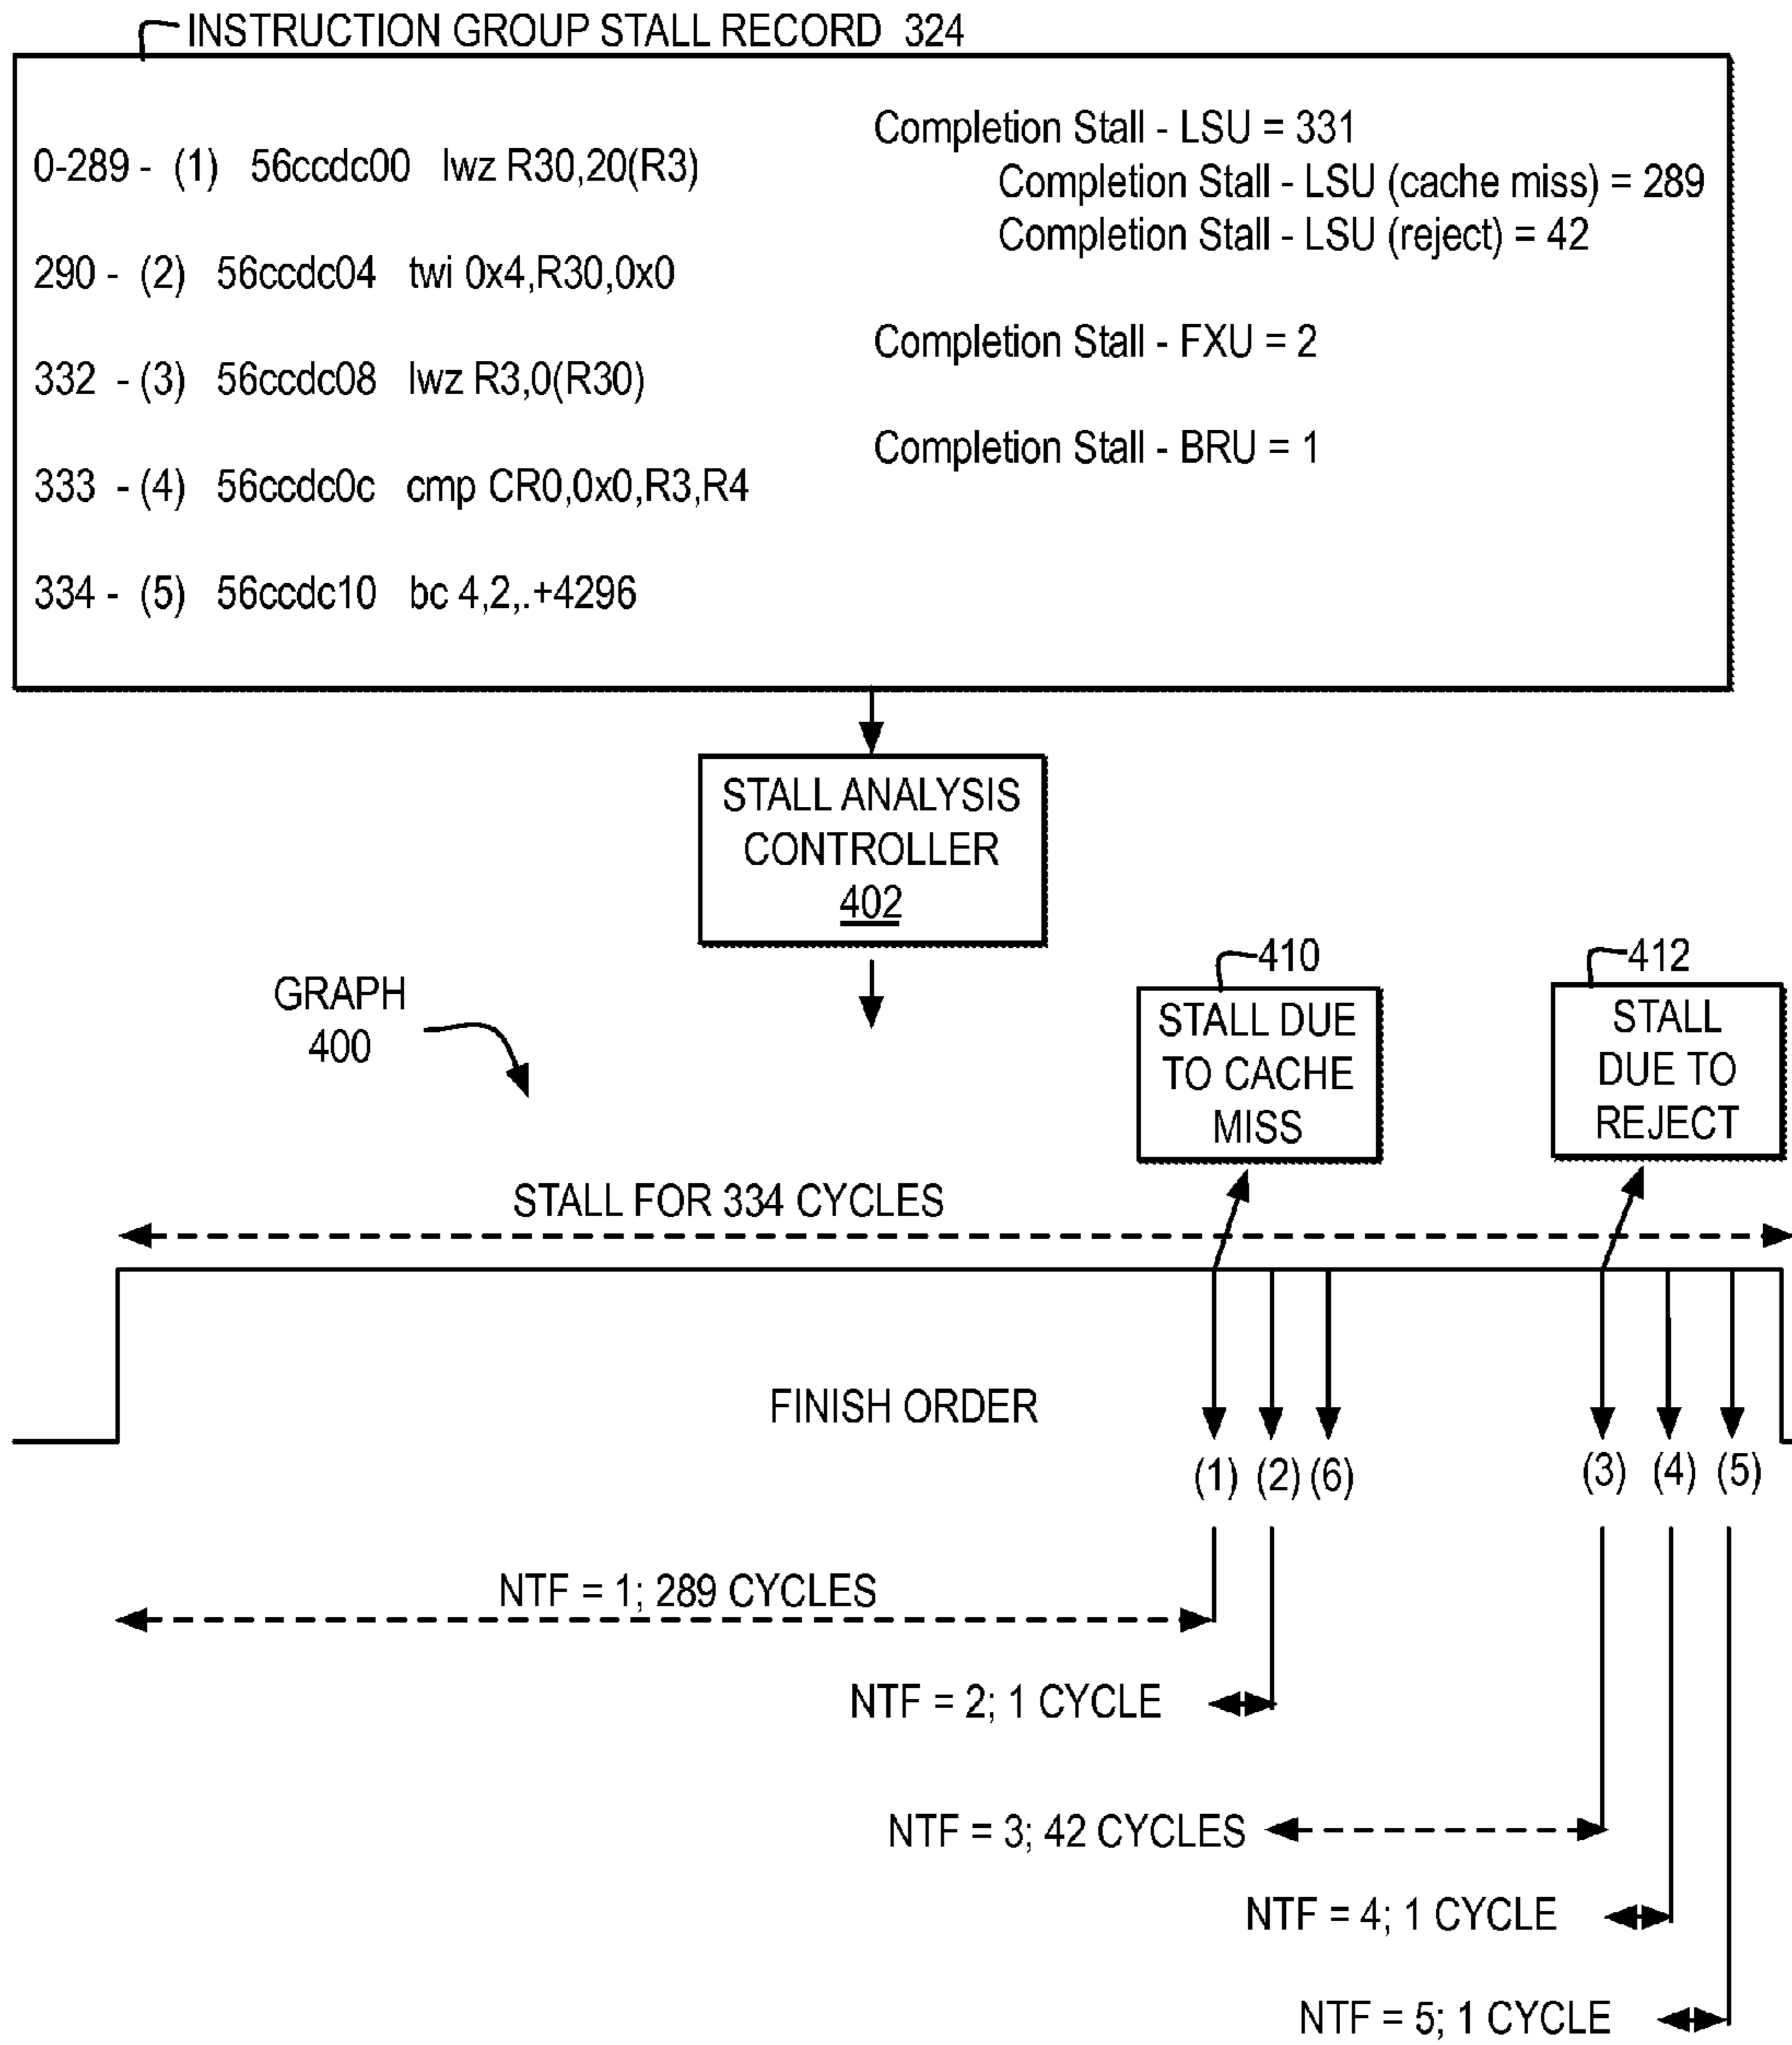 INSTRUCTION GROUP STALL RECORD 324
0-289 - (1) 56ccdc00 lwz R30,20(R3)
290 - (2) 56ccdc04 twi 0x4,R30,0x0
332 - (3) 56ccdc08 lwz R3,0(R30)
333 - (4) 56ccdc0c cmp CR0,0x0,R3,R4
334 - (5) 56ccdc10 bc 4,2,.+4296
Completion Stall - LSU = 331
Completion Stall - LSU (cache miss) = 289
Completion Stall - LSU (reject) = 42
Completion Stall - FXU = 2
Completion Stall - BRU = 1
STALL ANALYSIS
CONTROLLER
402
GRAPH
400
410
STALL DUE
TO CACHE
MISS
412
STALL
DUE TO
REJECT
STALL FOR 334 CYCLES
FINISH ORDER
(1) (2) (6) (3) (4) (5)
NTF = 1; 289 CYCLES
NTF = 2; 1 CYCLE
NTF = 3; 42 CYCLES
NTF = 4; 1 CYCLE
NTF = 5; 1 CYCLE